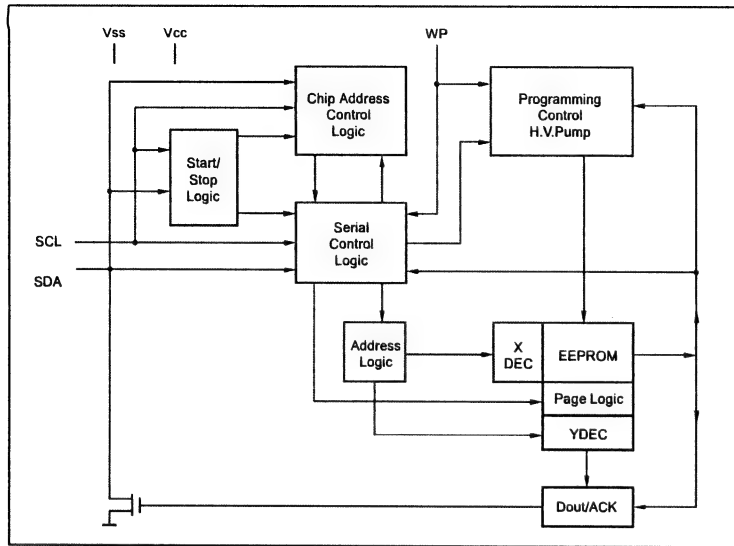 Vss Vcc WP
Chip Address
Control
Logic
Programming
Control
H.V.Pump
Start/
Stop
Logic
Serial
Control
Logic
SCL
SDA
Address
Logic
X
DEC
EEPROM
Page Logic
YDEC
Dout/ACK